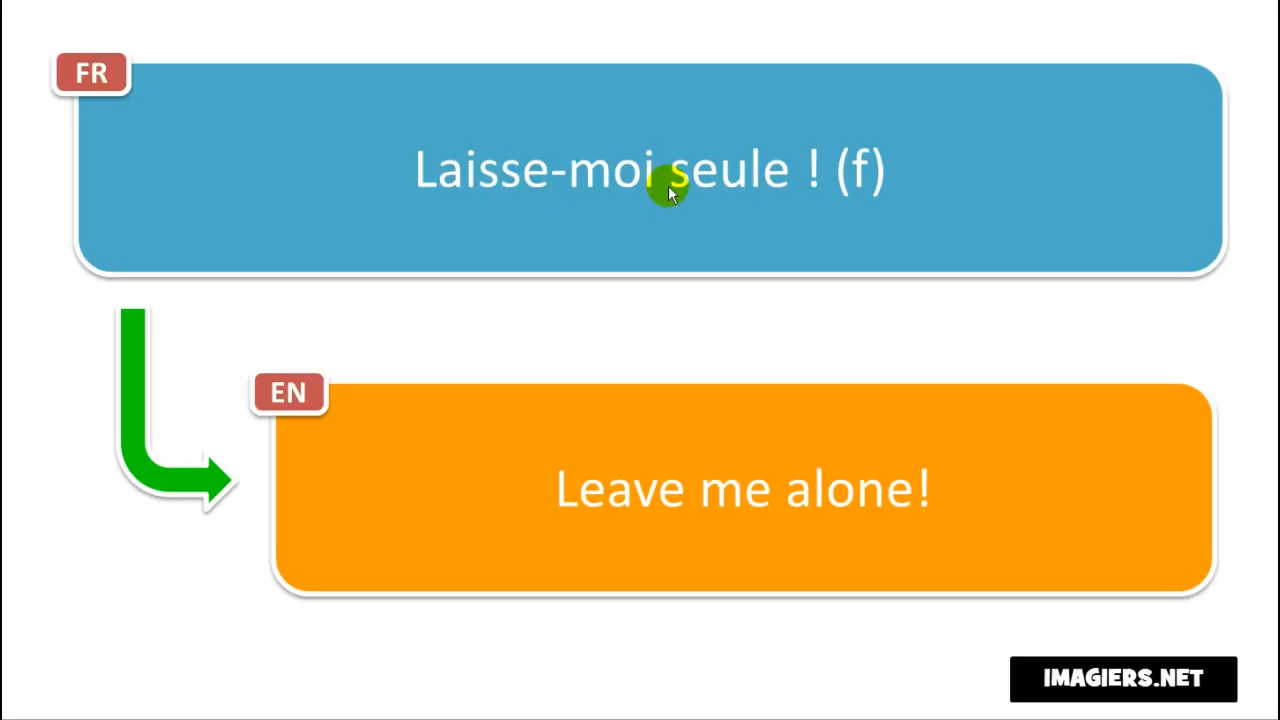 FR
Laisse-moi seule ! (f)
EN
Leave me alone!
IMAGIERS.NET